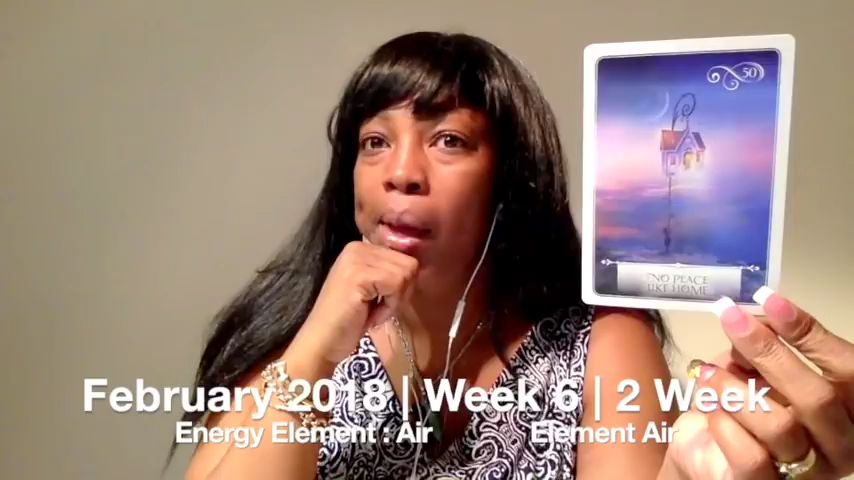 50
NO PEACE
LIKE HOME
February 2018 | Week 6 | 2 Week
Energy Element : Air Element Air